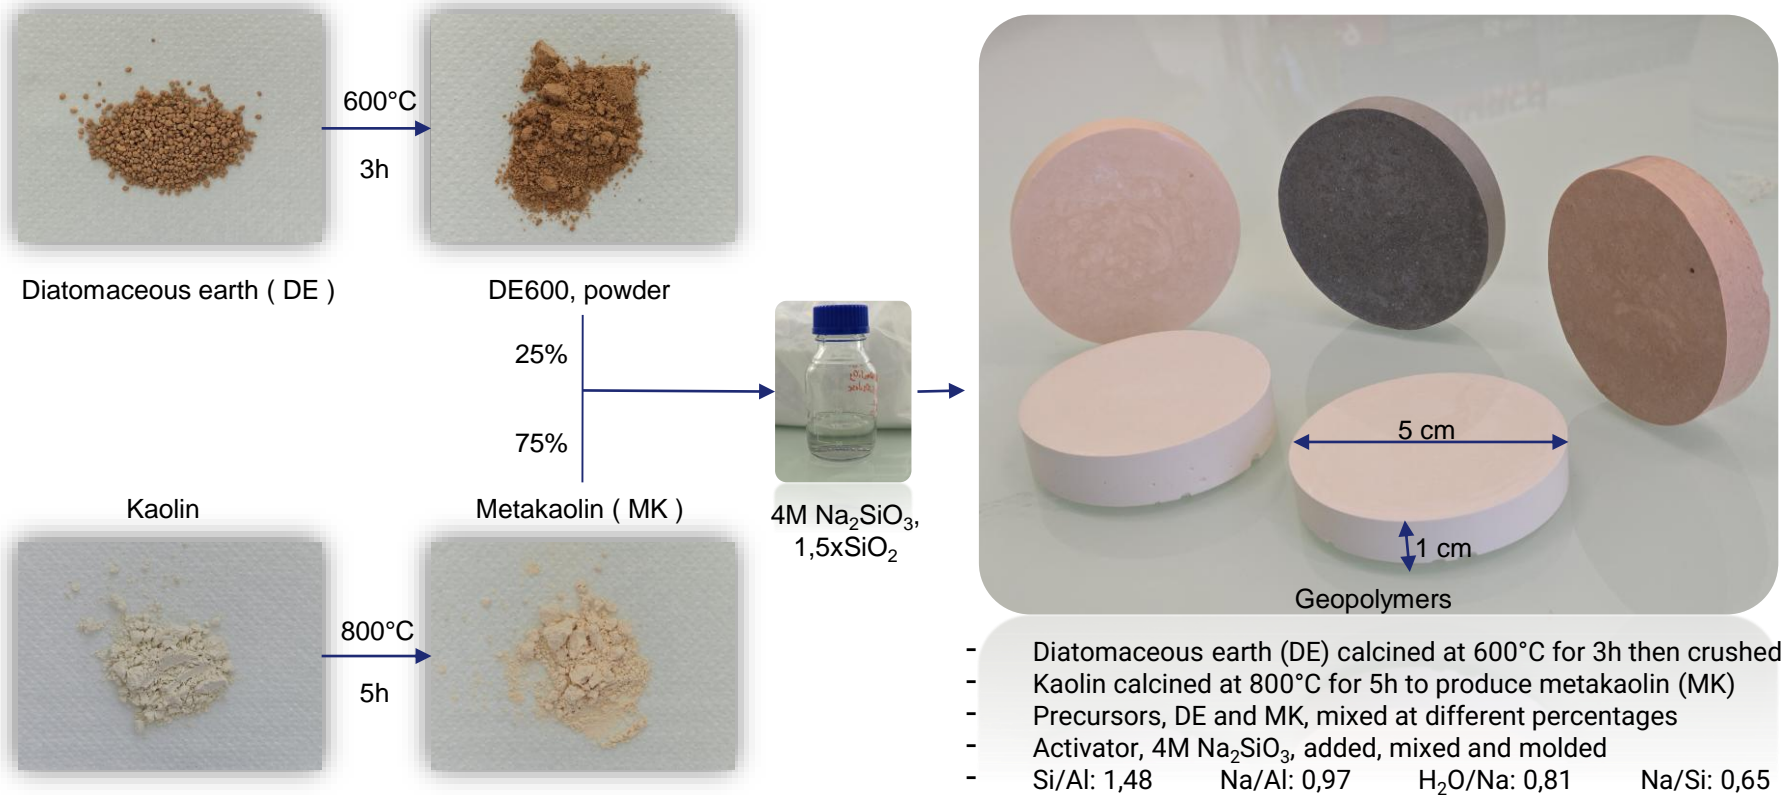 600°C
3h
Diatomaceous earth ( DE )
DE600, powder
25%
75%
Kaolin
Metakaolin ( MK )
800°C
5h
4M Na₂SiO₃,
1,5xSiO₂
5 cm
1 cm
Geopolymers
- Diatomaceous earth (DE) calcined at 600°C for 3h then crushed
- Kaolin calcined at 800°C for 5h to produce metakaolin (MK)
- Precursors, DE and MK, mixed at different percentages
- Activator, 4M Na₂SiO₃, added, mixed and molded
- Si/Al: 1,48 Na/Al: 0,97 H₂O/Na: 0,81 Na/Si: 0,65